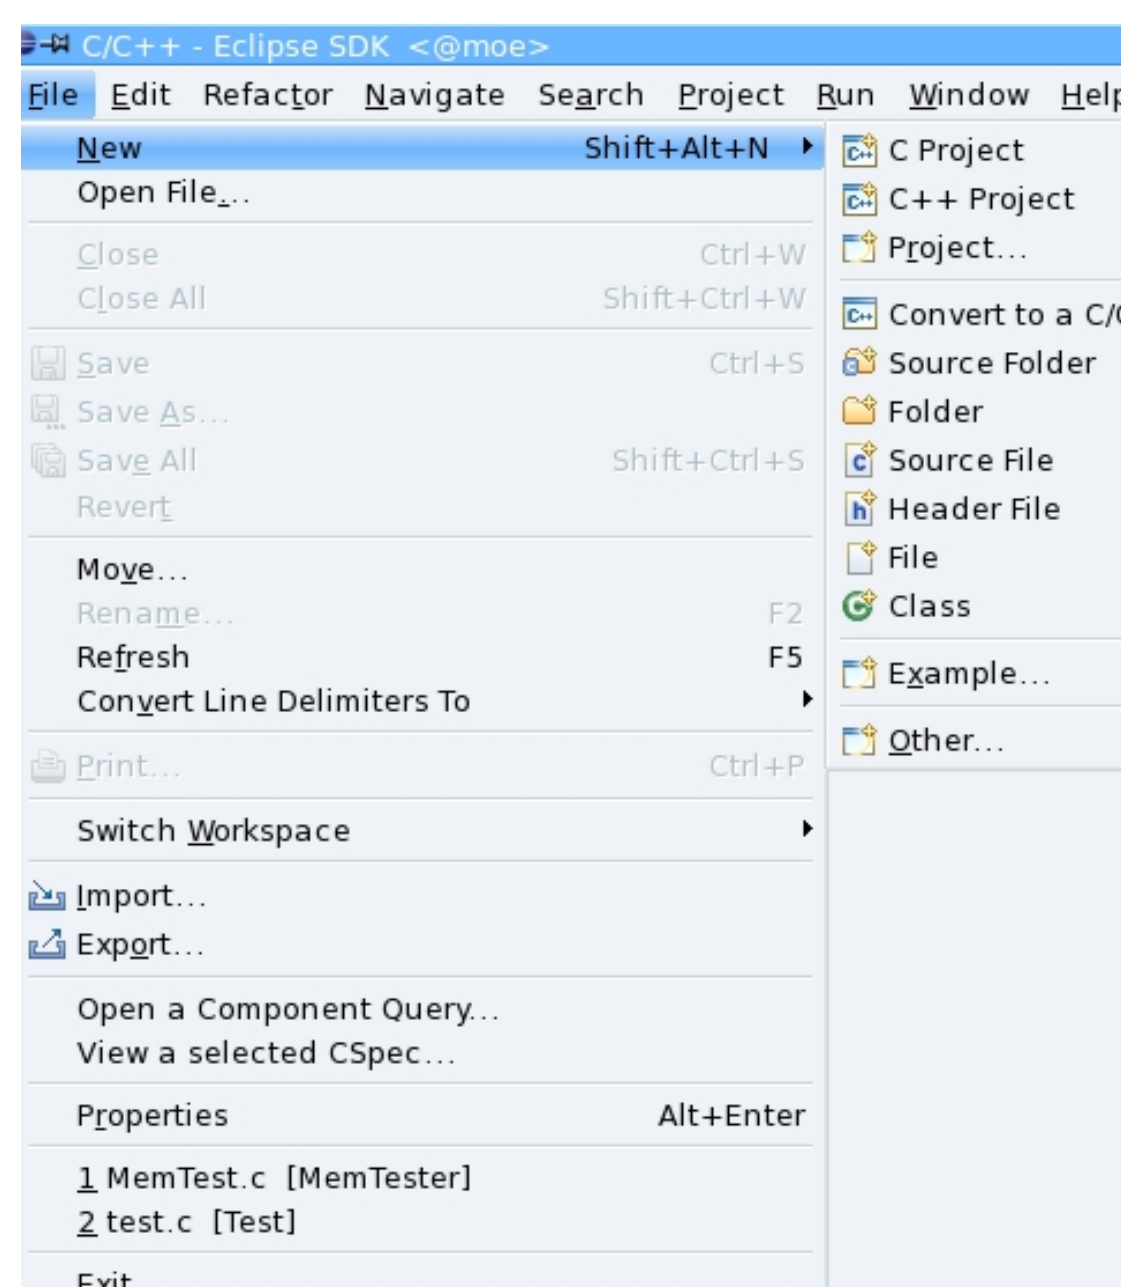 C/C++ - Eclipse SDK <@moe>
File Edit Refactor Navigate Search Project Run Window Help
New Shift+Alt+N
Open File...
Close Ctrl+W
Close All Shift+Ctrl+W
Save Ctrl+S
Save As...
Save All Shift+Ctrl+S
Revert
Move...
Rename... F2
Refresh F5
Convert Line Delimiters To
Print... Ctrl+P
Switch Workspace
Import...
Export...
Open a Component Query...
View a selected CSpec...
Properties Alt+Enter
1 MemTest.c [MemTester]
2 test.c [Test]
Exit
C Project
C++ Project
Project...
Convert to a C/
Source Folder
Folder
Source File
Header File
File
Class
Example...
Other...